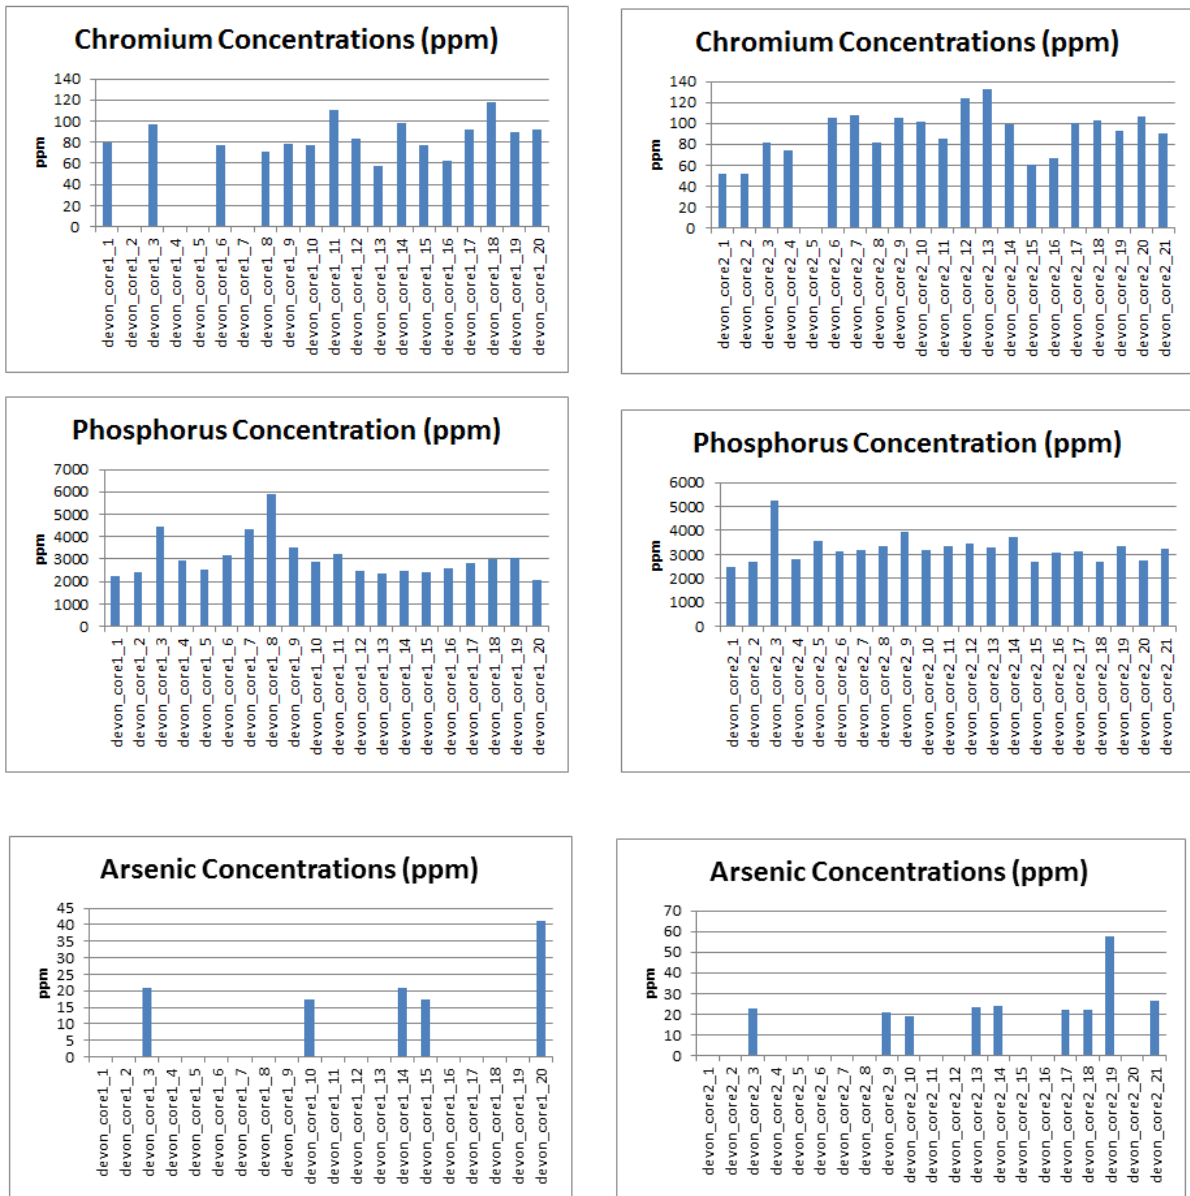 Chromium Concentrations (ppm)
ppm
140
120
100
80
60
40
20
0
devon_core1_1
devon_core1_2
devon_core1_3
devon_core1_4
devon_core1_5
devon_core1_6
devon_core1_7
devon_core1_8
devon_core1_9
devon_core1_10
devon_core1_11
devon_core1_12
devon_core1_13
devon_core1_14
devon_core1_15
devon_core1_16
devon_core1_17
devon_core1_18
devon_core1_19
devon_core1_20
Chromium Concentrations (ppm)
ppm
140
120
100
80
60
40
20
0
devon_core2_1
devon_core2_2
devon_core2_3
devon_core2_4
devon_core2_5
devon_core2_6
devon_core2_7
devon_core2_8
devon_core2_9
devon_core2_10
devon_core2_11
devon_core2_12
devon_core2_13
devon_core2_14
devon_core2_15
devon_core2_16
devon_core2_17
devon_core2_18
devon_core2_19
devon_core2_20
devon_core2_21
Phosphorus Concentration (ppm)
ppm
7000
6000
5000
4000
3000
2000
1000
0
devon_core1_1
devon_core1_2
devon_core1_3
devon_core1_4
devon_core1_5
devon_core1_6
devon_core1_7
devon_core1_8
devon_core1_9
devon_core1_10
devon_core1_11
devon_core1_12
devon_core1_13
devon_core1_14
devon_core1_15
devon_core1_16
devon_core1_17
devon_core1_18
devon_core1_19
devon_core1_20
Phosphorus Concentration (ppm)
ppm
6000
5000
4000
3000
2000
1000
0
devon_core2_1
devon_core2_2
devon_core2_3
devon_core2_4
devon_core2_5
devon_core2_6
devon_core2_7
devon_core2_8
devon_core2_9
devon_core2_10
devon_core2_11
devon_core2_12
devon_core2_13
devon_core2_14
devon_core2_15
devon_core2_16
devon_core2_17
devon_core2_18
devon_core2_19
devon_core2_20
devon_core2_21
Arsenic Concentrations (ppm)
ppm
45
40
35
30
25
20
15
10
5
0
devon_core1_1
devon_core1_2
devon_core1_3
devon_core1_4
devon_core1_5
devon_core1_6
devon_core1_7
devon_core1_8
devon_core1_9
devon_core1_10
devon_core1_11
devon_core1_12
devon_core1_13
devon_core1_14
devon_core1_15
devon_core1_16
devon_core1_17
devon_core1_18
devon_core1_19
devon_core1_20
Arsenic Concentrations (ppm)
ppm
70
60
50
40
30
20
10
0
devon_core2_1
devon_core2_2
devon_core2_3
devon_core2_4
devon_core2_5
devon_core2_6
devon_core2_7
devon_core2_8
devon_core2_9
devon_core2_10
devon_core2_11
devon_core2_12
devon_core2_13
devon_core2_14
devon_core2_15
devon_core2_16
devon_core2_17
devon_core2_18
devon_core2_19
devon_core2_20
devon_core2_21